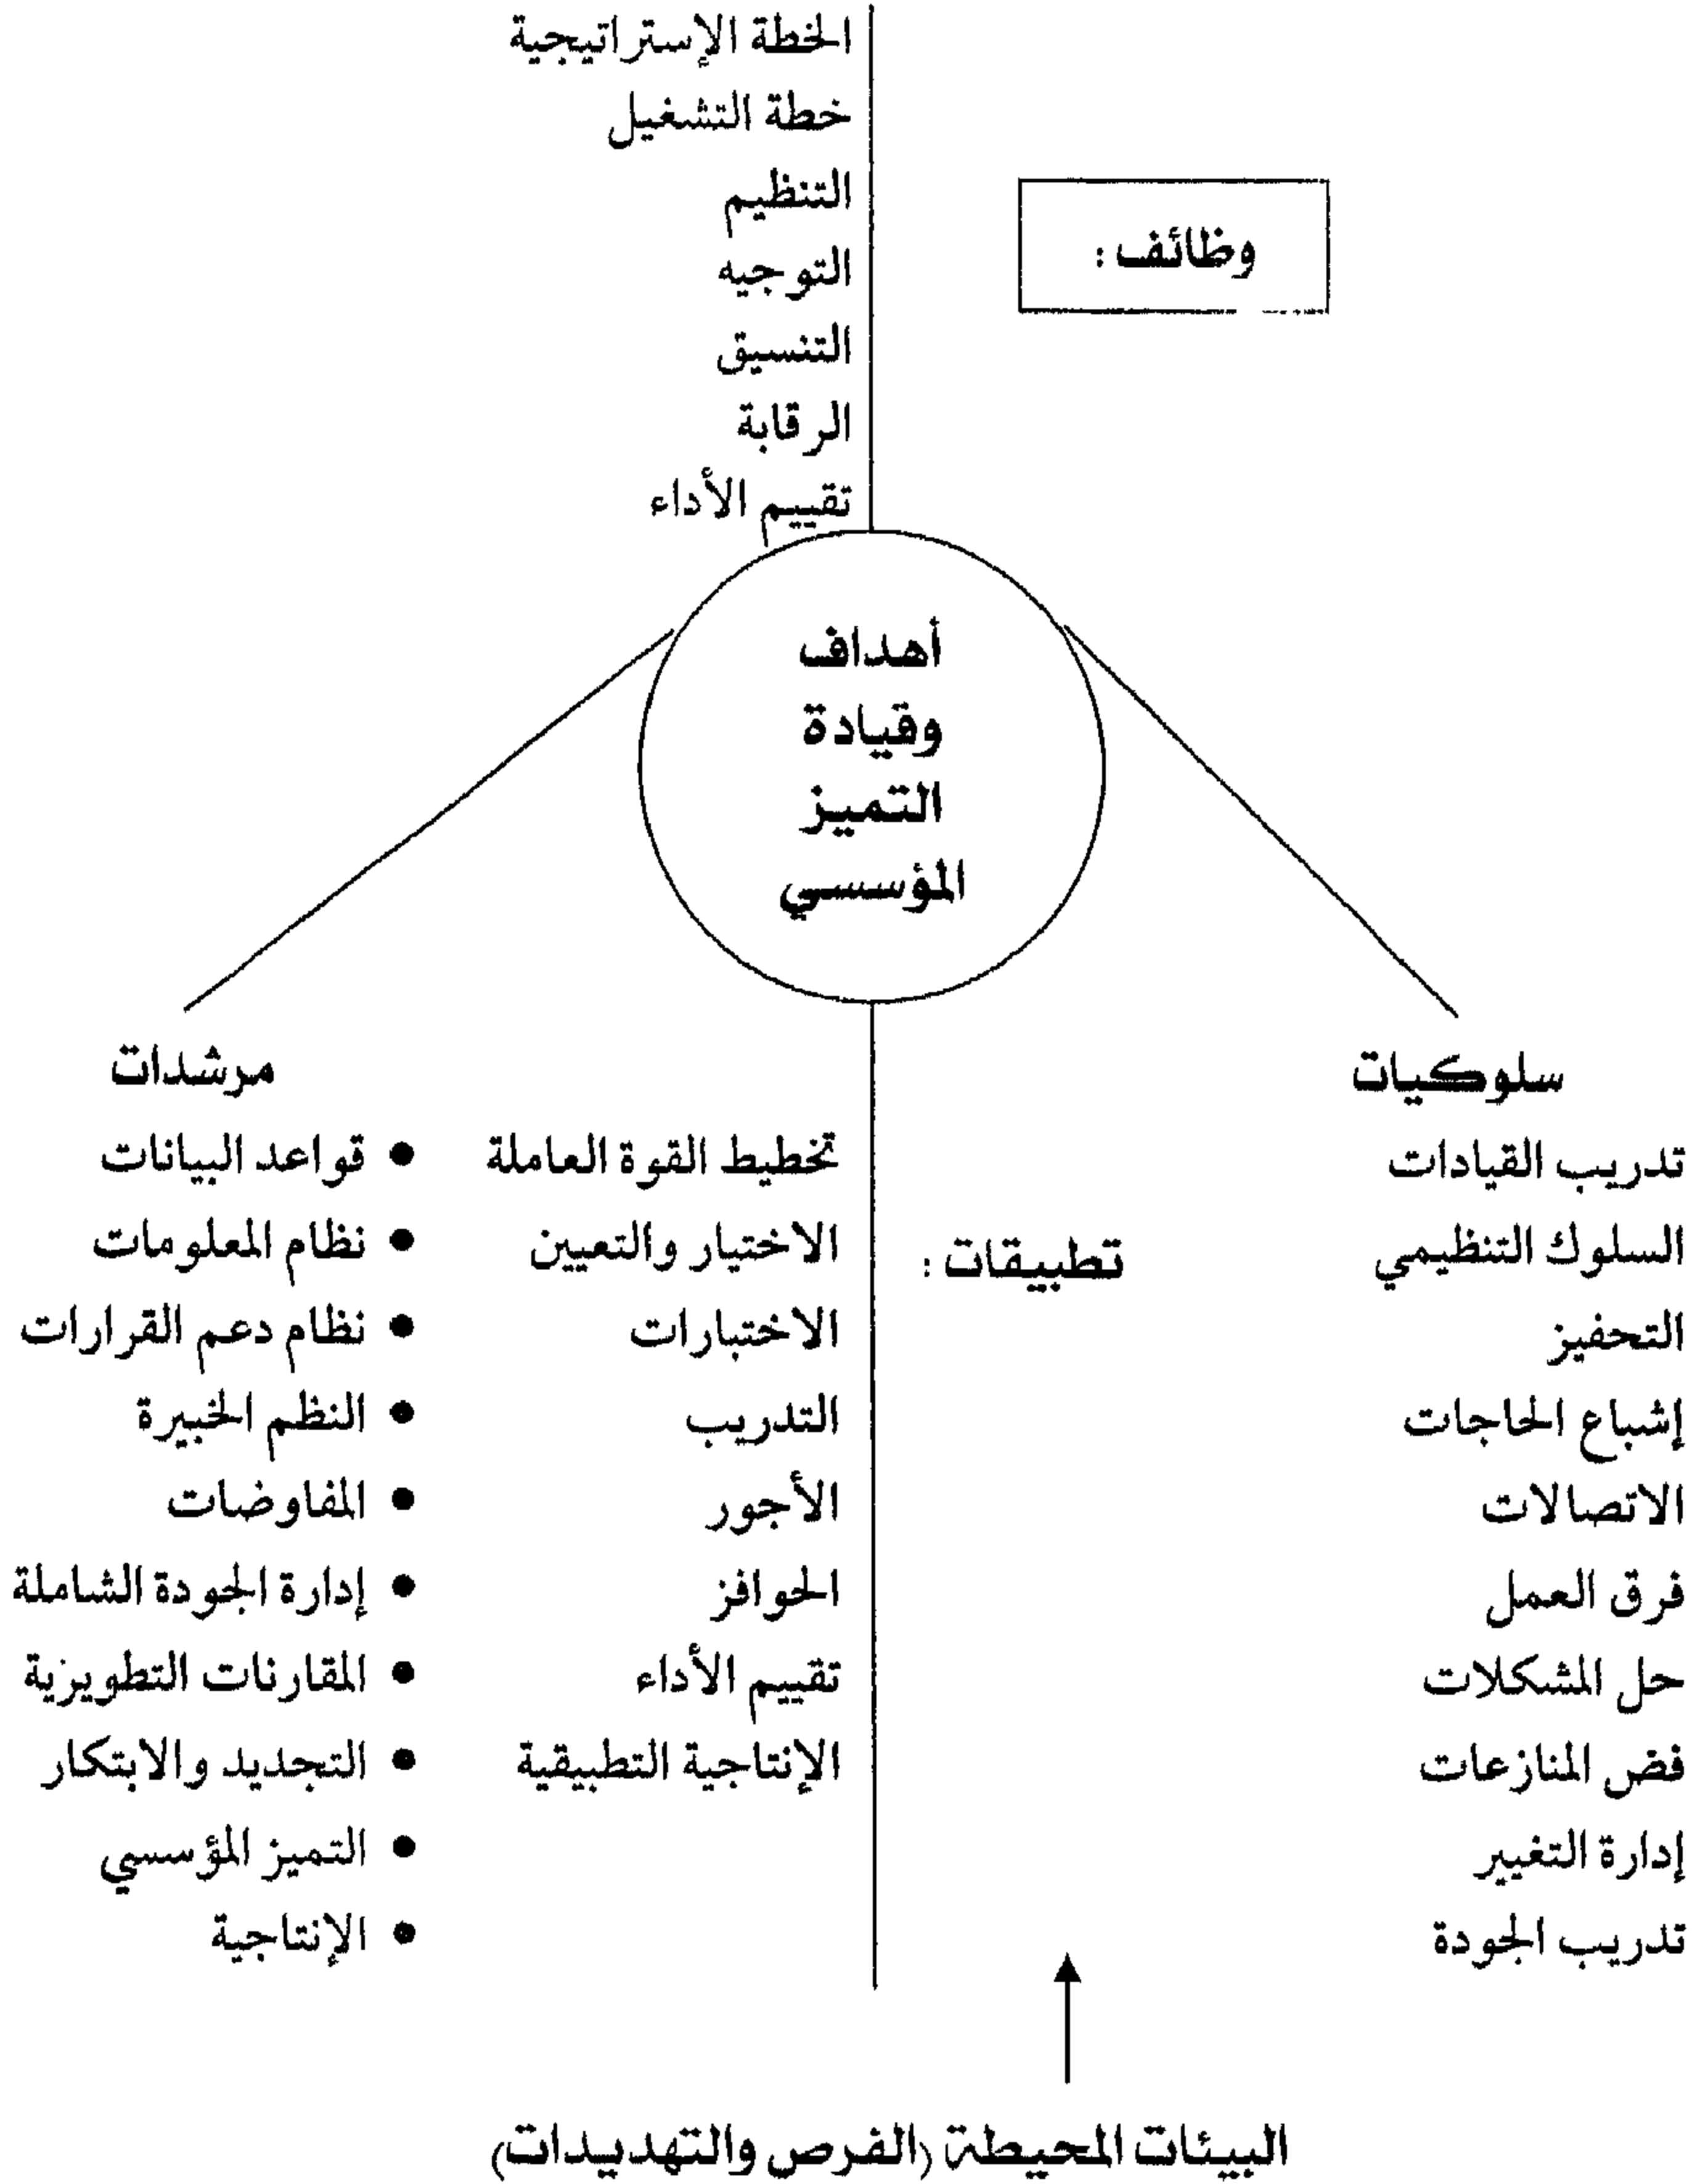 وظائف :
الخطة الإستراتيجية
خطة التشغيل
التنظيم
التوجيه
التنسيق
الرقابة
تقييم الأداء
أهداف
وقيادة
التميز
المؤسسي
سلوكيات
تدريب القيادات
السلوك التنظيمي
التحفيز
إشباع الحاجات
الاتصالات
فرق العمل
حل المشكلات
فض المنازعات
إدارة التغيير
تدريب الجودة
تطبيقات :
تخطيط القوة العاملة
الاختيار والتعيين
الاختبارات
التدريب
الأجور
الحوافز
تقييم الأداء
الإنتاجية التطبيقية
مرشدات
• قواعد البيانات
• نظام المعلومات
• نظام دعم القرارات
• النظم الخبيرة
• المفاوضات
• إدارة الجودة الشاملة
• المقارنات التطويزية
• التجديد والابتكار
• التميز المؤسسي
• الإنتاجية
البيئات المحيطة (الفرص والتهديدات)